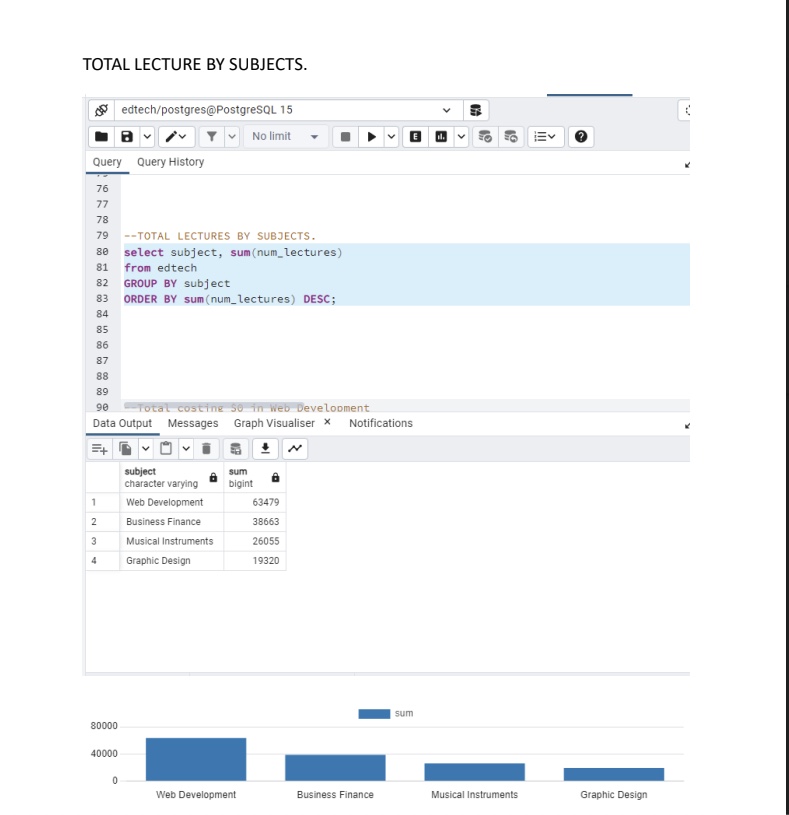 TOTAL LECTURE BY SUBJECTS.
edtech/postgres@PostgreSQL 15
No limit
E
Query Query History
76
77
78
79 --TOTAL LECTURES BY SUBJECTS.
80 select subject, sum(num_lectures)
81 from edtech
82 GROUP BY subject
83 ORDER BY sum(num_lectures) DESC;
84
85
86
87
88
89
90 --Total costing $0 in Web Development
Data Output Messages Graph Visualiser × Notifications
subject sum
character varying bigint
1 Web Development 63479
2 Business Finance 38663
3 Musical Instruments 26055
4 Graphic Design 19320
sum
80000
40000
0
Web Development Business Finance Musical Instruments Graphic Design